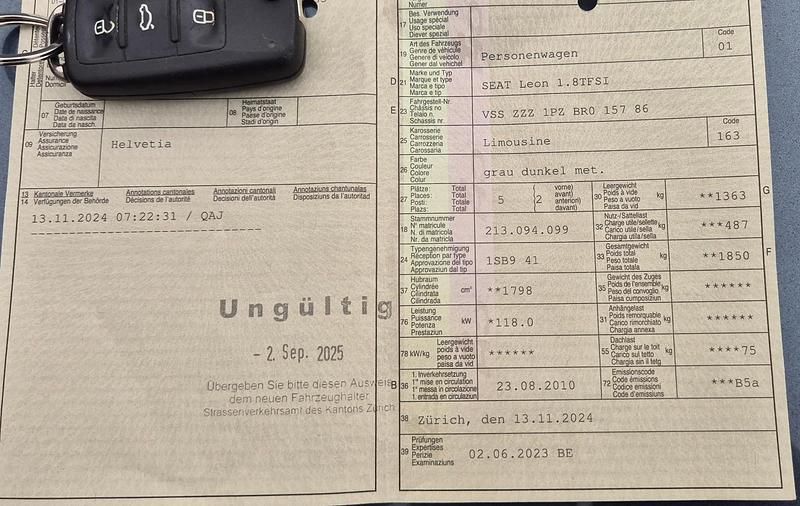 07 Geburtsdatum
Date de naissance
Data di nascita
Data da nasch.
08 Heimatstaat
Pays d'origine
Paese d'origine
Stadi d'origin
09 Versicherung
Assurance
Assicurazione
Assicuranza
Helvetia
13 Kantonale Vermerke Annotations cantonales Annotazioni cantonali Annotaziuns chantunalas
14 Verfügungen der Behörde Décisions de l'autorité Decisioni dell'autorità Disposiziuns da l'autoritad
13.11.2024 07:22:31 / QAJ
Ungültig
- 2. Sep. 2025
Übergeben Sie bitte diesen Ausweis
dem neuen Fahrzeughalter
Strassenverkehrsamt des Kantons Zürich
17 Bes. Verwendung
Usage spécial
Uso speciale
Diever spezial
19 Art des Fahrzeugs
Genre de véhicule
Genere di veicolo
Gener dal vehichel
Personenwagen
Code
01
D 21 Marke und Typ
Marque et type
Marca e tipo
Marca e tip
SEAT Leon 1.8TFSI
E 23 Fahrgestell-Nr.
Châssis no
Telaio n.
Schassis nr.
VSS ZZZ 1PZ BR0 157 86
25 Karosserie
Carrosserie
Carrozzeria
Carossaria
Limousine
Code
163
26 Farbe
Couleur
Colore
Colur
grau dunkel met.
27 Plätze: Total
Places: Total
Posti: Totale
Plazs: Total
5 (2 vorne)
avant)
anteriori)
davant)
30 Leergewicht
Poids à vide
Peso a vuoto
Paisa da vid
kg
**1363
G
18 Stammnummer
N° matricule
N. di matricola
Nr. da matricla
213.094.099
32 Nutz-/Sattellast
Charge utile/sellette
Carico utile/sella
Chargia utila/sella
kg
***487
24 Typengenehmigung
Réception par type
Approvazione del tipo
Approvaziun dal tip
1SB9 41
33 Gesamtgewicht
Poids total
Peso totale
Paisa totala
kg
**1850
F
37 Hubraum
Cylindrée
Cilindrata
Cilindrada
cm³
**1798
35 Gewicht des Zuges
Poids de l'ensemble
Peso del convoglio
Paisa cumposiziun
kg
******
76 Leistung
Puissance
Potenza
Prestaziun
kW
*118.0
31 Anhängelast
Poids remorquable
Carico rimorchiato
Chargia annexa
kg
******
78 kW/kg Leergewicht
poids à vide
peso a vuoto
paisa da vid
******
55 Dachlast
Charge sur le toit
Carico sul tetto
Chargia sin il tetg
kg
****75
B 36 1. Inverkehrsetzung
1re mise en circulation
1a messa in circolazione
1. entrada en circulaziun
23.08.2010
72 Emissionscode
Code émissions
Codice emissioni
Code d'emissiuns
***B5a
38 Zürich, den 13.11.2024
39 Prüfungen
Expertises
Perizie
Examinaziuns
02.06.2023 BE